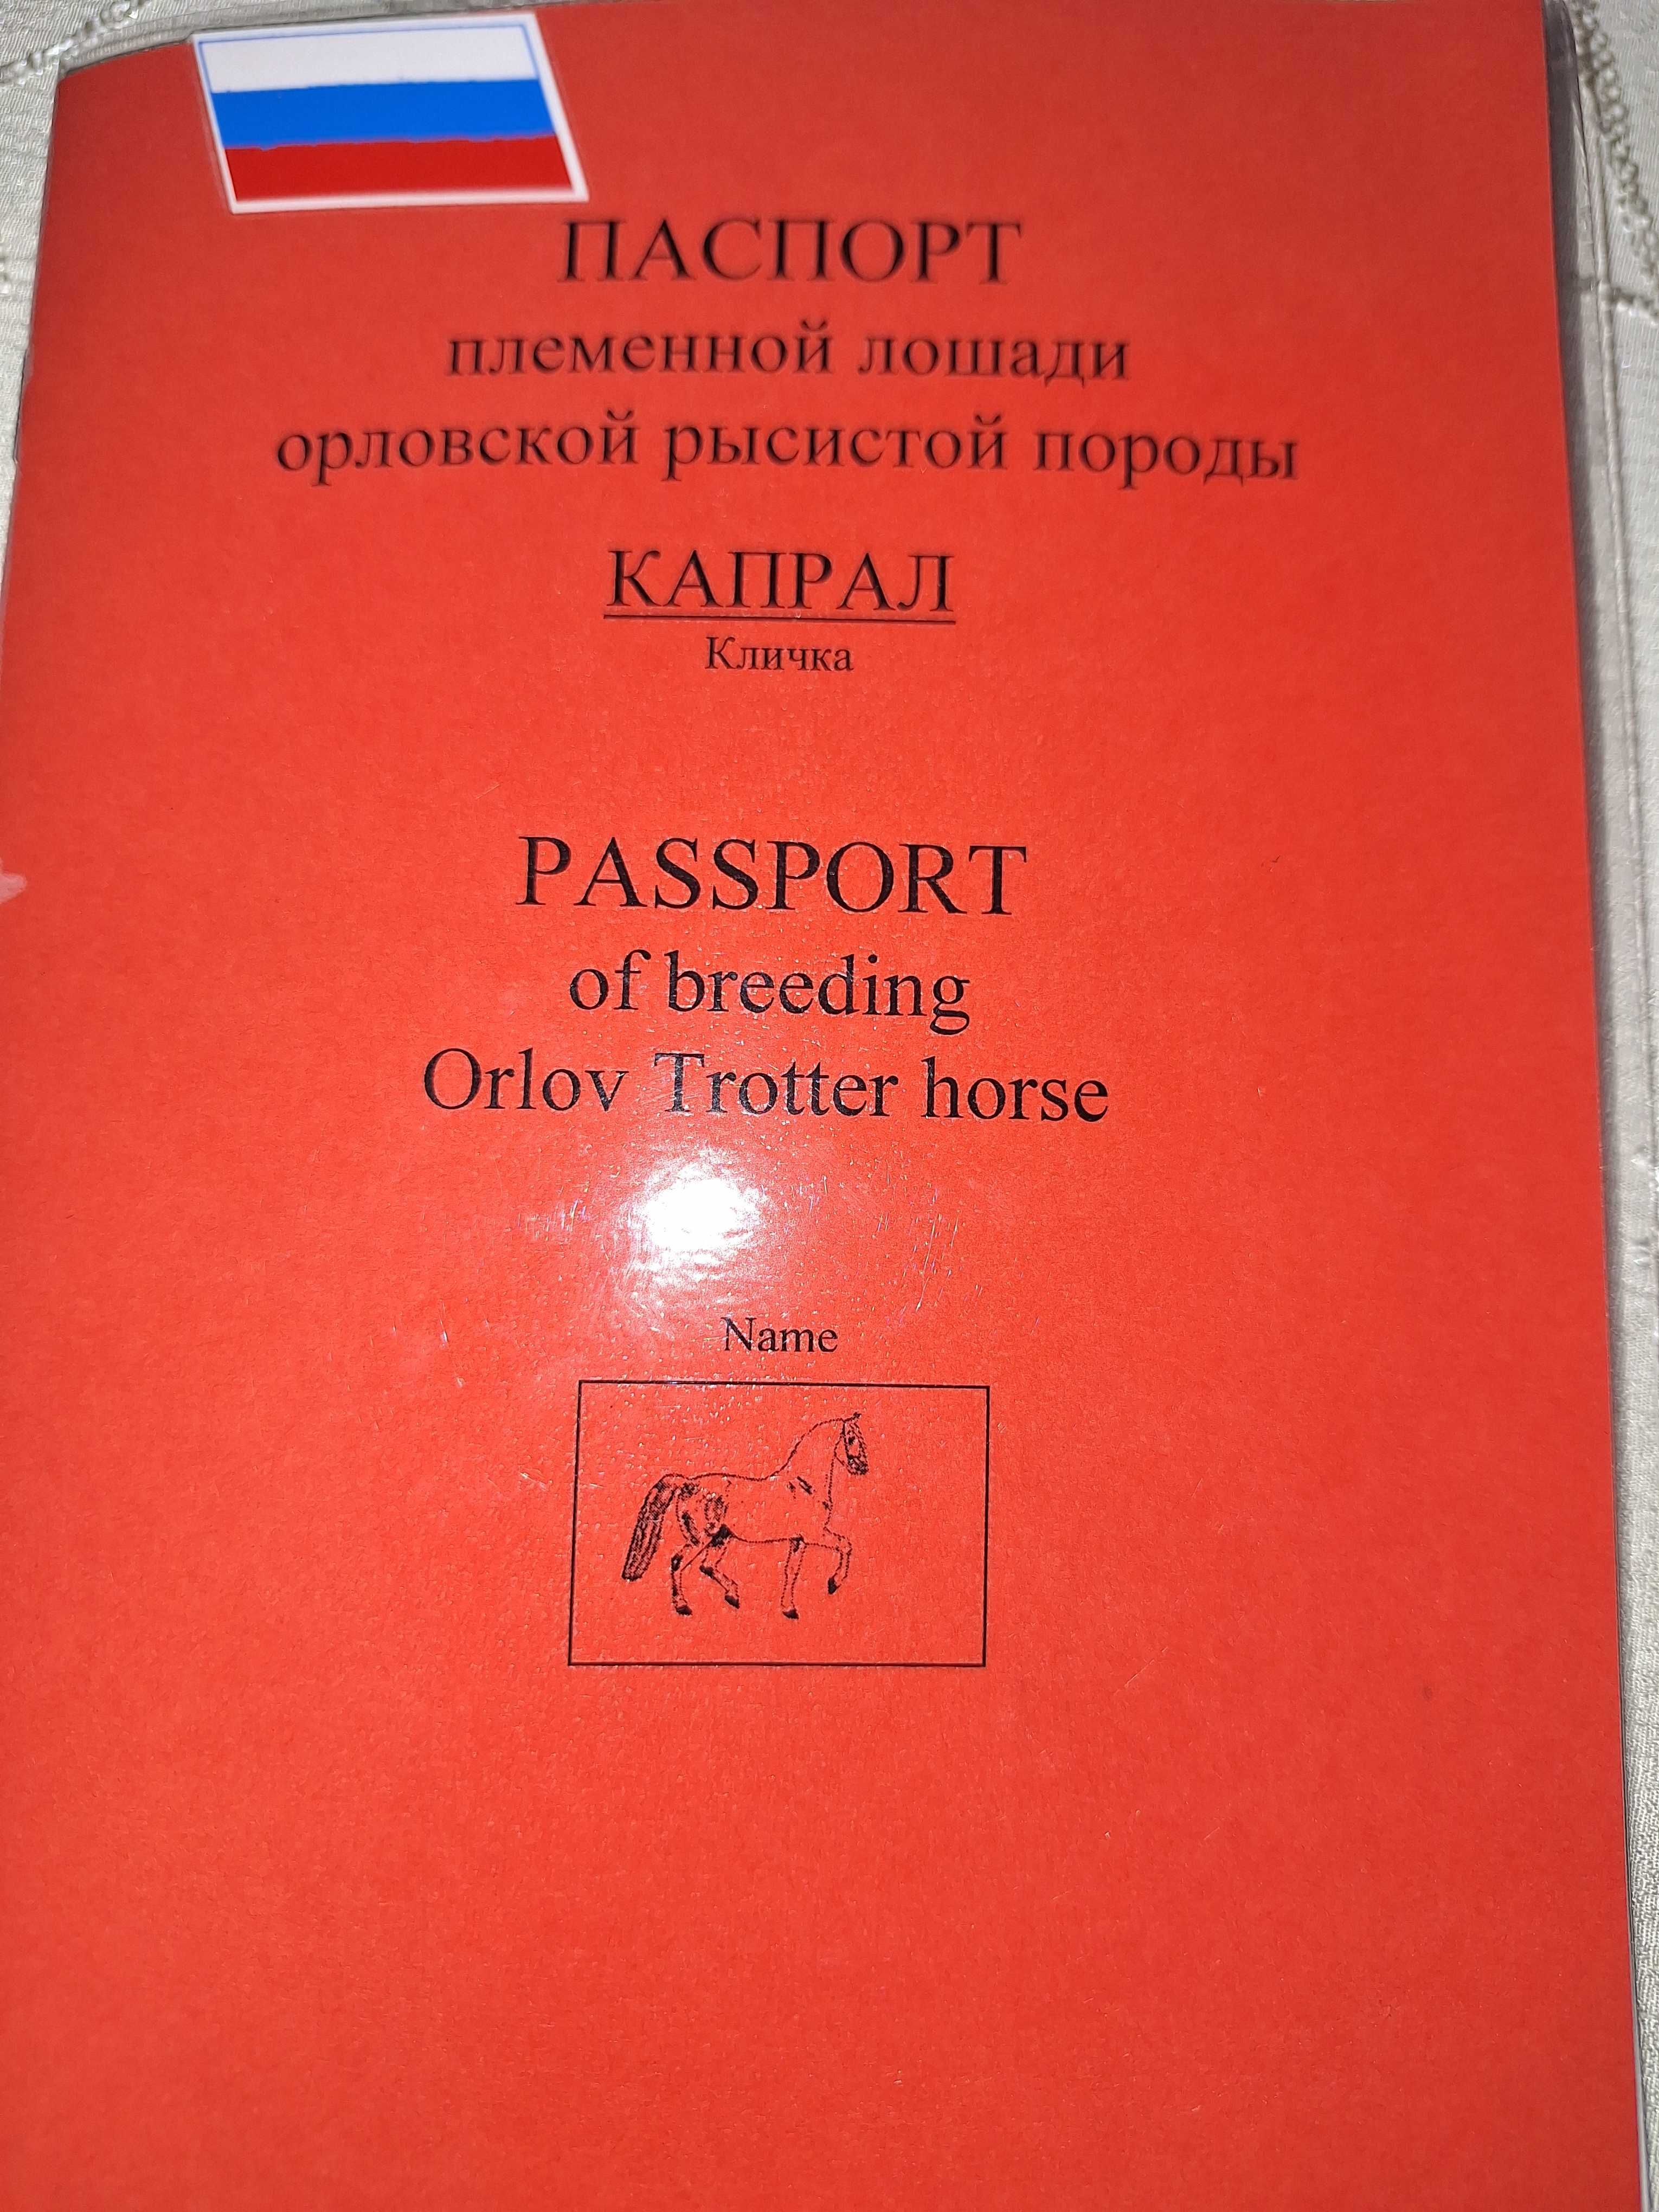 ПАСПОРТ
племенной лошади
орловской рысистой породы
КАПРАЛ
Кличка
PASSPORT
of breeding
Orlov Trotter horse
Name